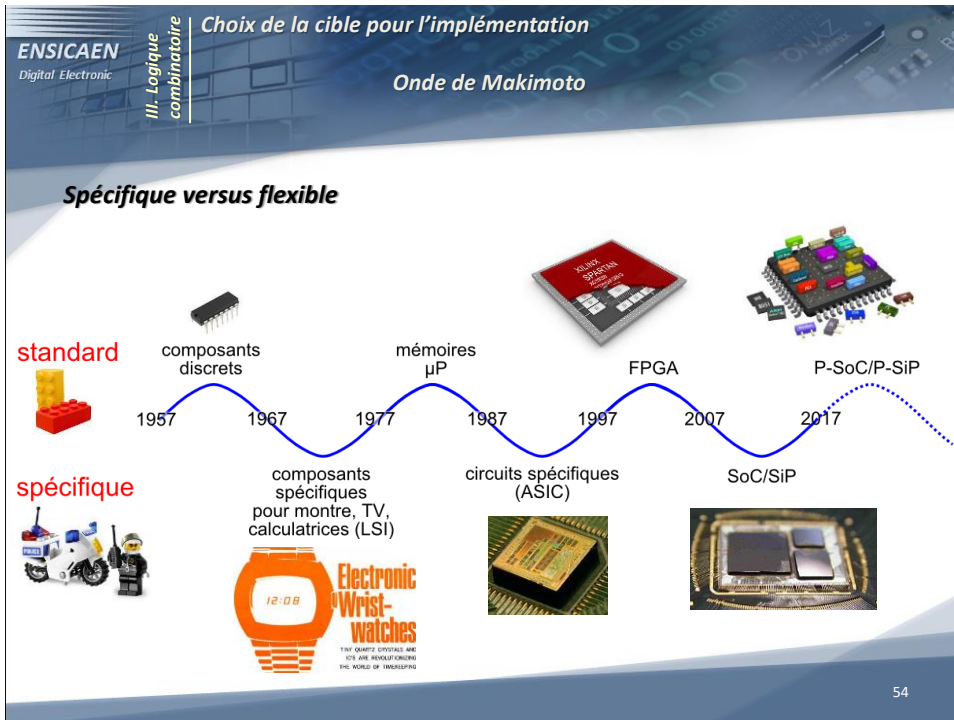 ENSICAEN
Digital Electronic
III. Logique
combinatoire
Choix de la cible pour l’implémentation
Onde de Makimoto
Spécifique versus flexible
XILINX
SPARTAN
standard
composants
discrets
mémoires
µP
FPGA
P-SoC/P-SiP
1957
1967
1977
1987
1997
2007
2017
spécifique
composants
spécifiques
pour montre, TV,
calculatrices (LSI)
circuits spécifiques
(ASIC)
SoC/SiP
POLICE
12:08
Electronic
Wrist-
watches
TINY QUARTZ CRYSTALS AND
IC'S ARE REVOLUTIONIZING
THE WORLD OF TIMEKEEPING
54